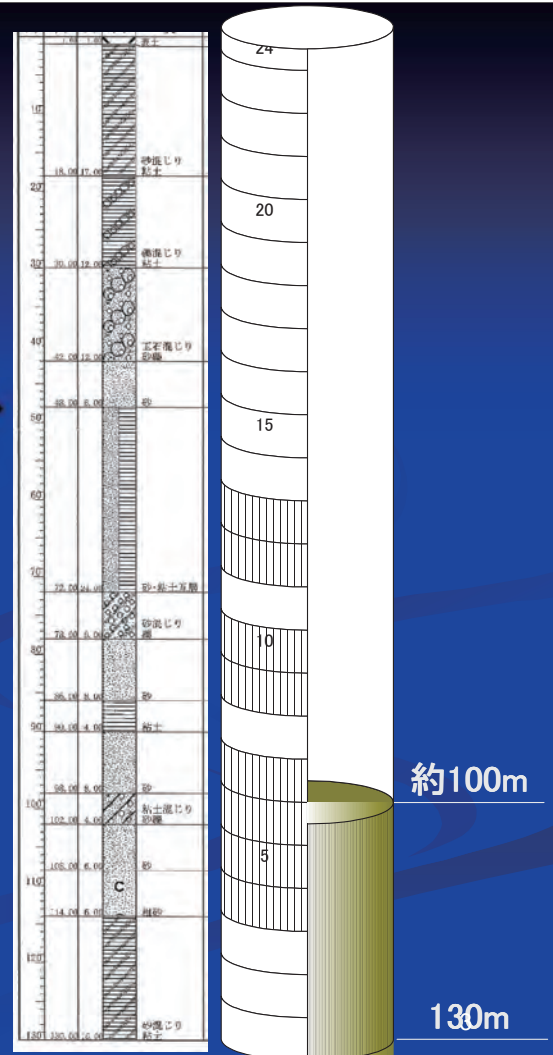 表土
10
砂混じり
18.00 17.00 粘土
20
礫混じり
30.00 12.00 粘土
30
40
玉石混じり
42.00 12.00 砂礫
48.00 6.00 砂
50
60
70
72.00 24.00 砂・粘土互層
砂混じり
78.00 6.00 礫
80
86.00 8.00 砂
90.00 4.00 粘土
90
98.00 8.00 砂
100
粘土混じり
102.00 4.00 砂礫
108.00 6.00 砂
110
C
114.00 6.00 粗砂
120
砂混じり
130 130.00 16.00 粘土
24
20
15
10
5
約100m
130m